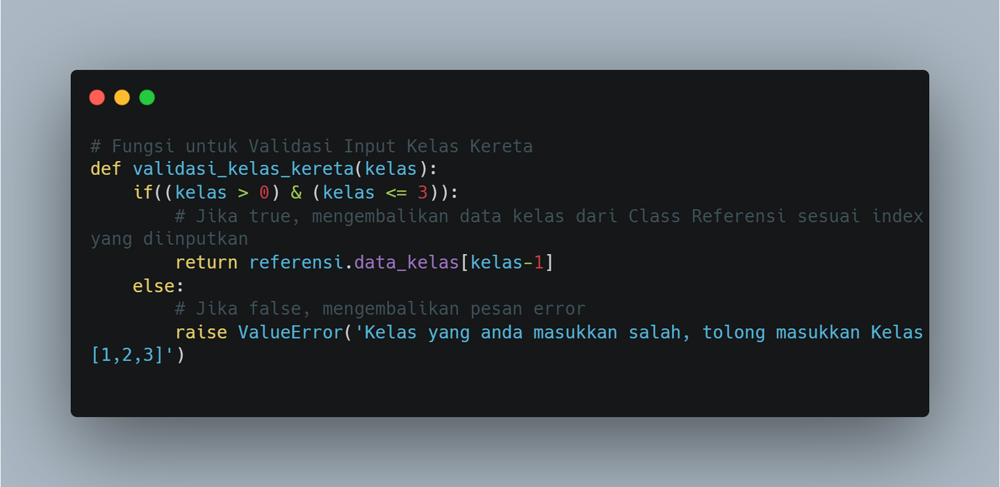 # Fungsi untuk Validasi Input Kelas Kereta
def validasi_kelas_kereta(kelas):
    if((kelas > 0) & (kelas <= 3)):
        # Jika true, mengembalikan data kelas dari Class Referensi sesuai index
yang diinputkan
        return referensi.data_kelas[kelas-1]
    else:
        # Jika false, mengembalikan pesan error
        raise ValueError('Kelas yang anda masukkan salah, tolong masukkan Kelas
[1,2,3]')